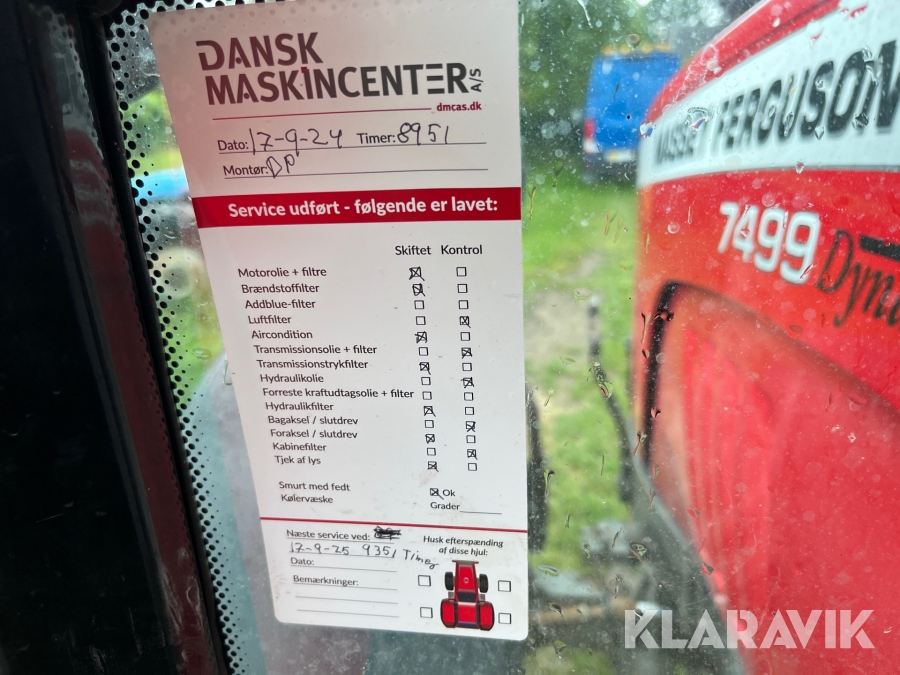 DANSK
MASKINCENTER A/S
dmcas.dk
Dato: 17-9-24 Timer: 8951
Montør: DP
Service udført - følgende er lavet:
Skiftet Kontrol
Motorolie + filtre
Brændstoffilter
Addblue-filter
Luftfilter
Aircondition
Transmissionsolie + filter
Transmissionstrykfilter
Hydraulikolie
Forreste kraftudtagsolie + filter
Hydraulikfilter
Bagaksel / slutdrev
Foraksel / slutdrev
Kabinefilter
Tjek af lys
Smurt med fedt Ok
Kølervæske Grader
Næste service ved:
17-9-25 9351 Timer
Dato:
Bemærkninger:
Husk efterspænding
af disse hjul:
MASSEY FERGUSON
7499 Dyna
KLARAVIK